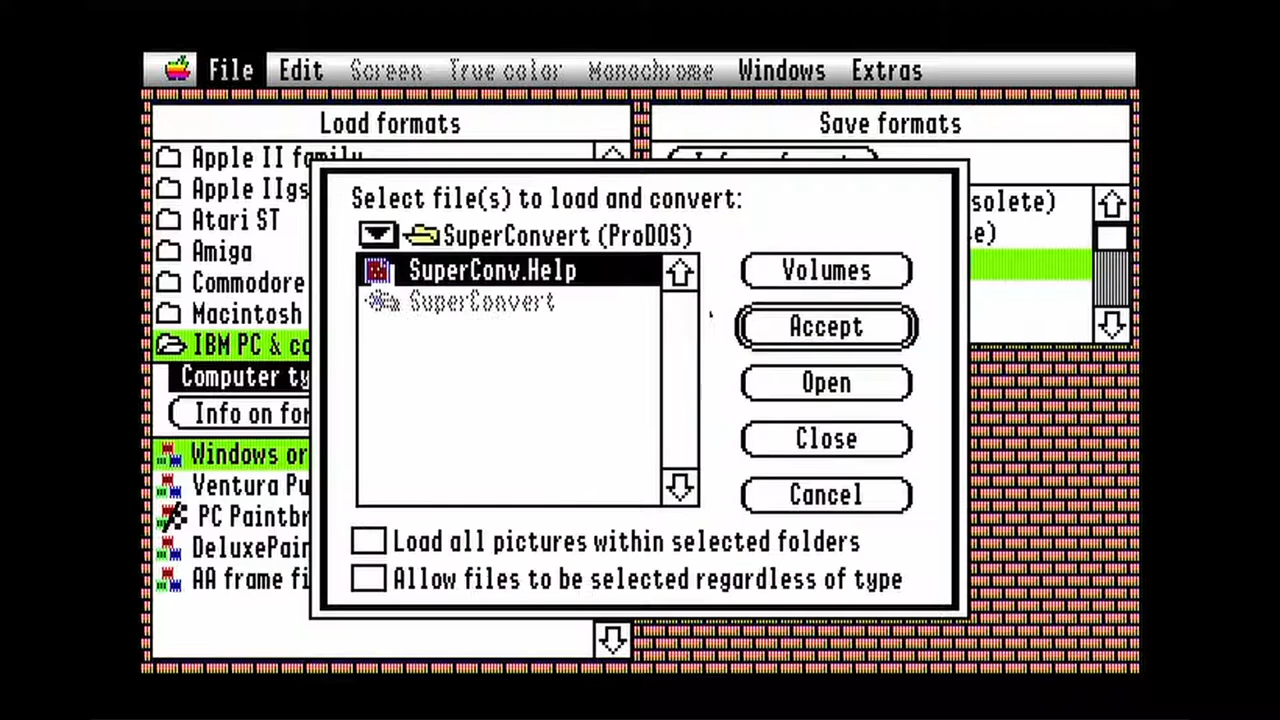 File Edit Screen True color Monochrome Windows Extras
Load formats
Save formats
Apple II family
Apple IIgs
Atari ST
Amiga
Commodore
Macintosh
IBM PC & co
Computer ty
Info on for
Windows or
Ventura Pu
PC Paintbr
DeluxePain
AA frame fi
solete)
e)
Select file(s) to load and convert:
SuperConvert (ProDOS)
SuperConv.Help
SuperConvert
Volumes
Accept
Open
Close
Cancel
Load all pictures within selected folders
Allow files to be selected regardless of type